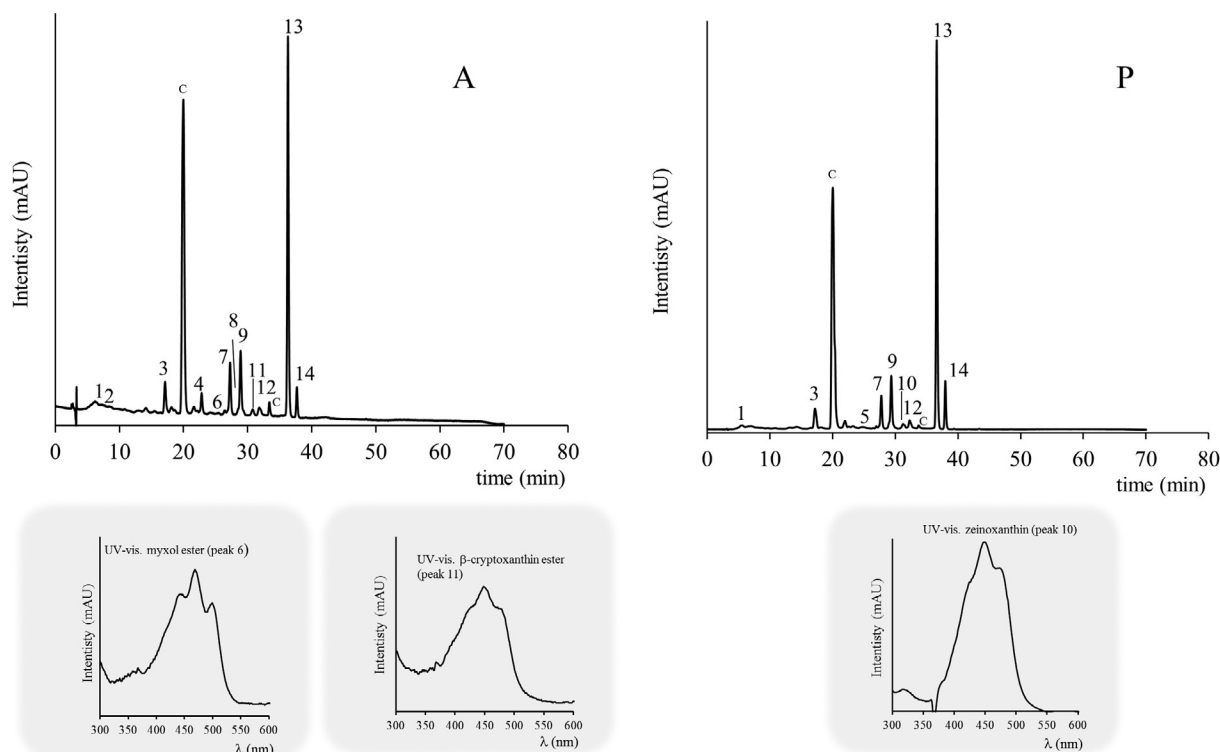 A
Intentisty (mAU)
13
C
8
9
7
11
3
4
12
14
1
2
6
C
0 10 20 30 40 50 60 70 80
time (min)
P
Intentisty (mAU)
13
C
9
14
7
10
3
12
1
5
C
0 10 20 30 40 50 60 70 80
time (min)
UV-vis. myxol ester (peak 6)
Intentisty (mAU)
300 350 400 450 500 550 600
λ (nm)
UV-vis. β-cryptoxanthin ester
(peak 11)
Intentisty (mAU)
300 350 400 450 500 550 600
λ (nm)
UV-vis. zeinoxanthin (peak 10)
Intentisty (mAU)
300 350 400 450 500 550 600
λ (nm)